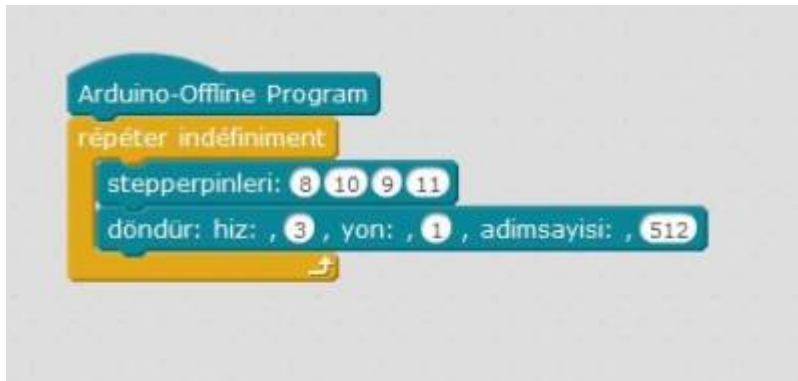 Arduino-Offline Program
répéter indéfiniment
stepperpinleri: 8 10 9 11
döndür: hiz: , 3 , yon: , 1 , adimsayisi: , 512